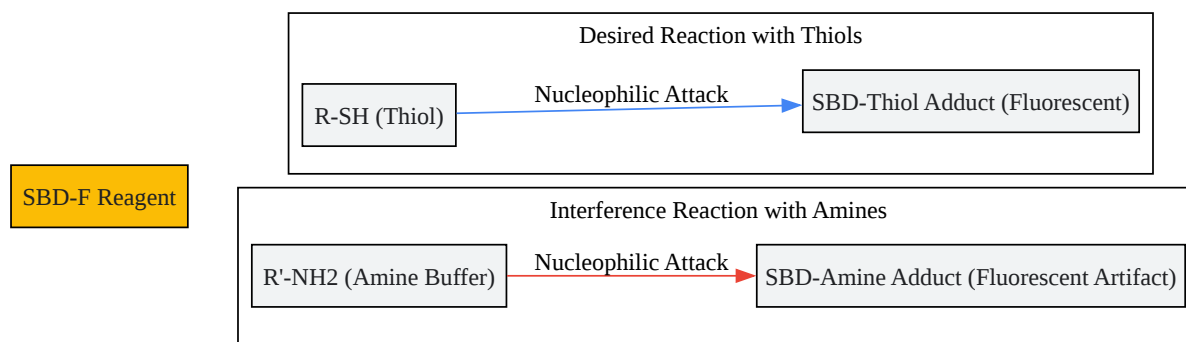 Desired Reaction with Thiols
R-SH (Thiol)
Nucleophilic Attack
SBD-Thiol Adduct (Fluorescent)
SBD-F Reagent
Interference Reaction with Amines
R'-NH2 (Amine Buffer)
Nucleophilic Attack
SBD-Amine Adduct (Fluorescent Artifact)